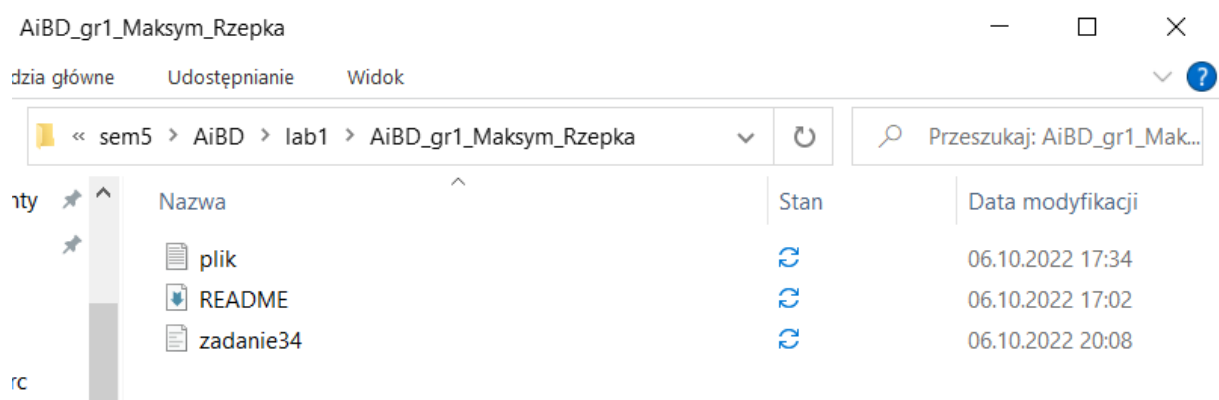 AiBD_gr1_Maksym_Rzepka
dzia główne Udostępnianie Widok
« sem5 > AiBD > lab1 > AiBD_gr1_Maksym_Rzepka Przeszukaj: AiBD_gr1_Mak...
nty Nazwa Stan Data modyfikacji
plik 06.10.2022 17:34
README 06.10.2022 17:02
zadanie34 06.10.2022 20:08
rc